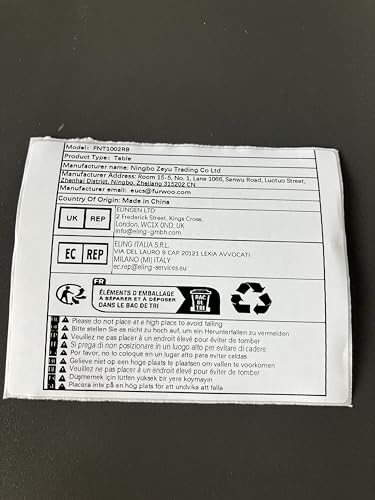 Model: FNT1002RB
Product Type: Table
Manufacturer name: Ningbo Zeyu Trading Co Ltd
Manufacturer Address: Room 15-5, No. 1, Lane 1066, Sanwu Road, Luotuo Street,
Zhenhai District, Ningbo, Zhejiang 315202 CN
Manufacturer email: eucs@furwoo.com
Country Of Origin: Made in China
UK REP
ELINGEN LTD
2 Frederick Street, Kings Cross,
London, WC1X 0ND, UK
info@eling-gmbh.com
EC REP
ELING ITALIA S.R.L.
VIA DEL LAURO 9 CAP 20121 LEXIA AVVOCATI
MILANO (MI) ITALY
ec.rep@eling-services.eu
FR
ÉLÉMENTS D'EMBALLAGE
A SÉPARER ET À DÉPOSER
DANS LE BAC DE TRI
BAC
DE TRI
Please do not place at a high place to avoid falling
Bitte stellen Sie es nicht zu hoch auf, um ein Herunterfallen zu vermeiden
Veuillez ne pas placer à un endroit élevé pour éviter de tomber
Si prega di non posizionare in un luogo alto per evitare di cadere
Por favor, no lo coloque en un lugar alto para evitar caídas
Gelieve niet op een hoge plaats te plaatsen om vallen te voorkomen
Veuillez ne pas placer à un endroit élevé pour éviter de tomber
Düşmemek için lütfen yüksek bir yere koymayın
Placera inte på en hög plats för att undvika att falla